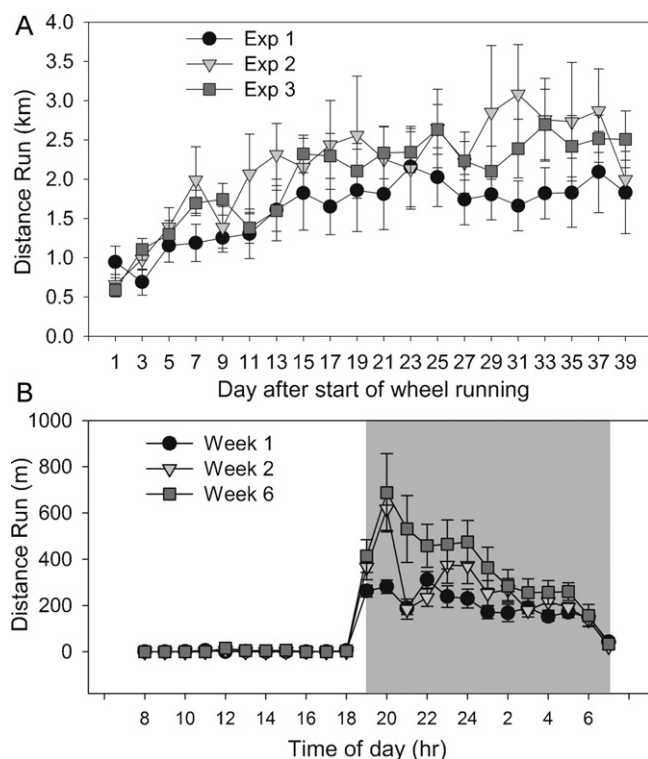 A
Distance Run (km)
4.0
3.5
3.0
2.5
2.0
1.5
1.0
0.5
0.0
Exp 1
Exp 2
Exp 3
1 3 5 7 9 11 13 15 17 19 21 23 25 27 29 31 33 35 37 39
Day after start of wheel running
B
Distance Run (m)
1000
800
600
400
200
0
Week 1
Week 2
Week 6
8 10 12 14 16 18 20 22 24 2 4 6
Time of day (hr)